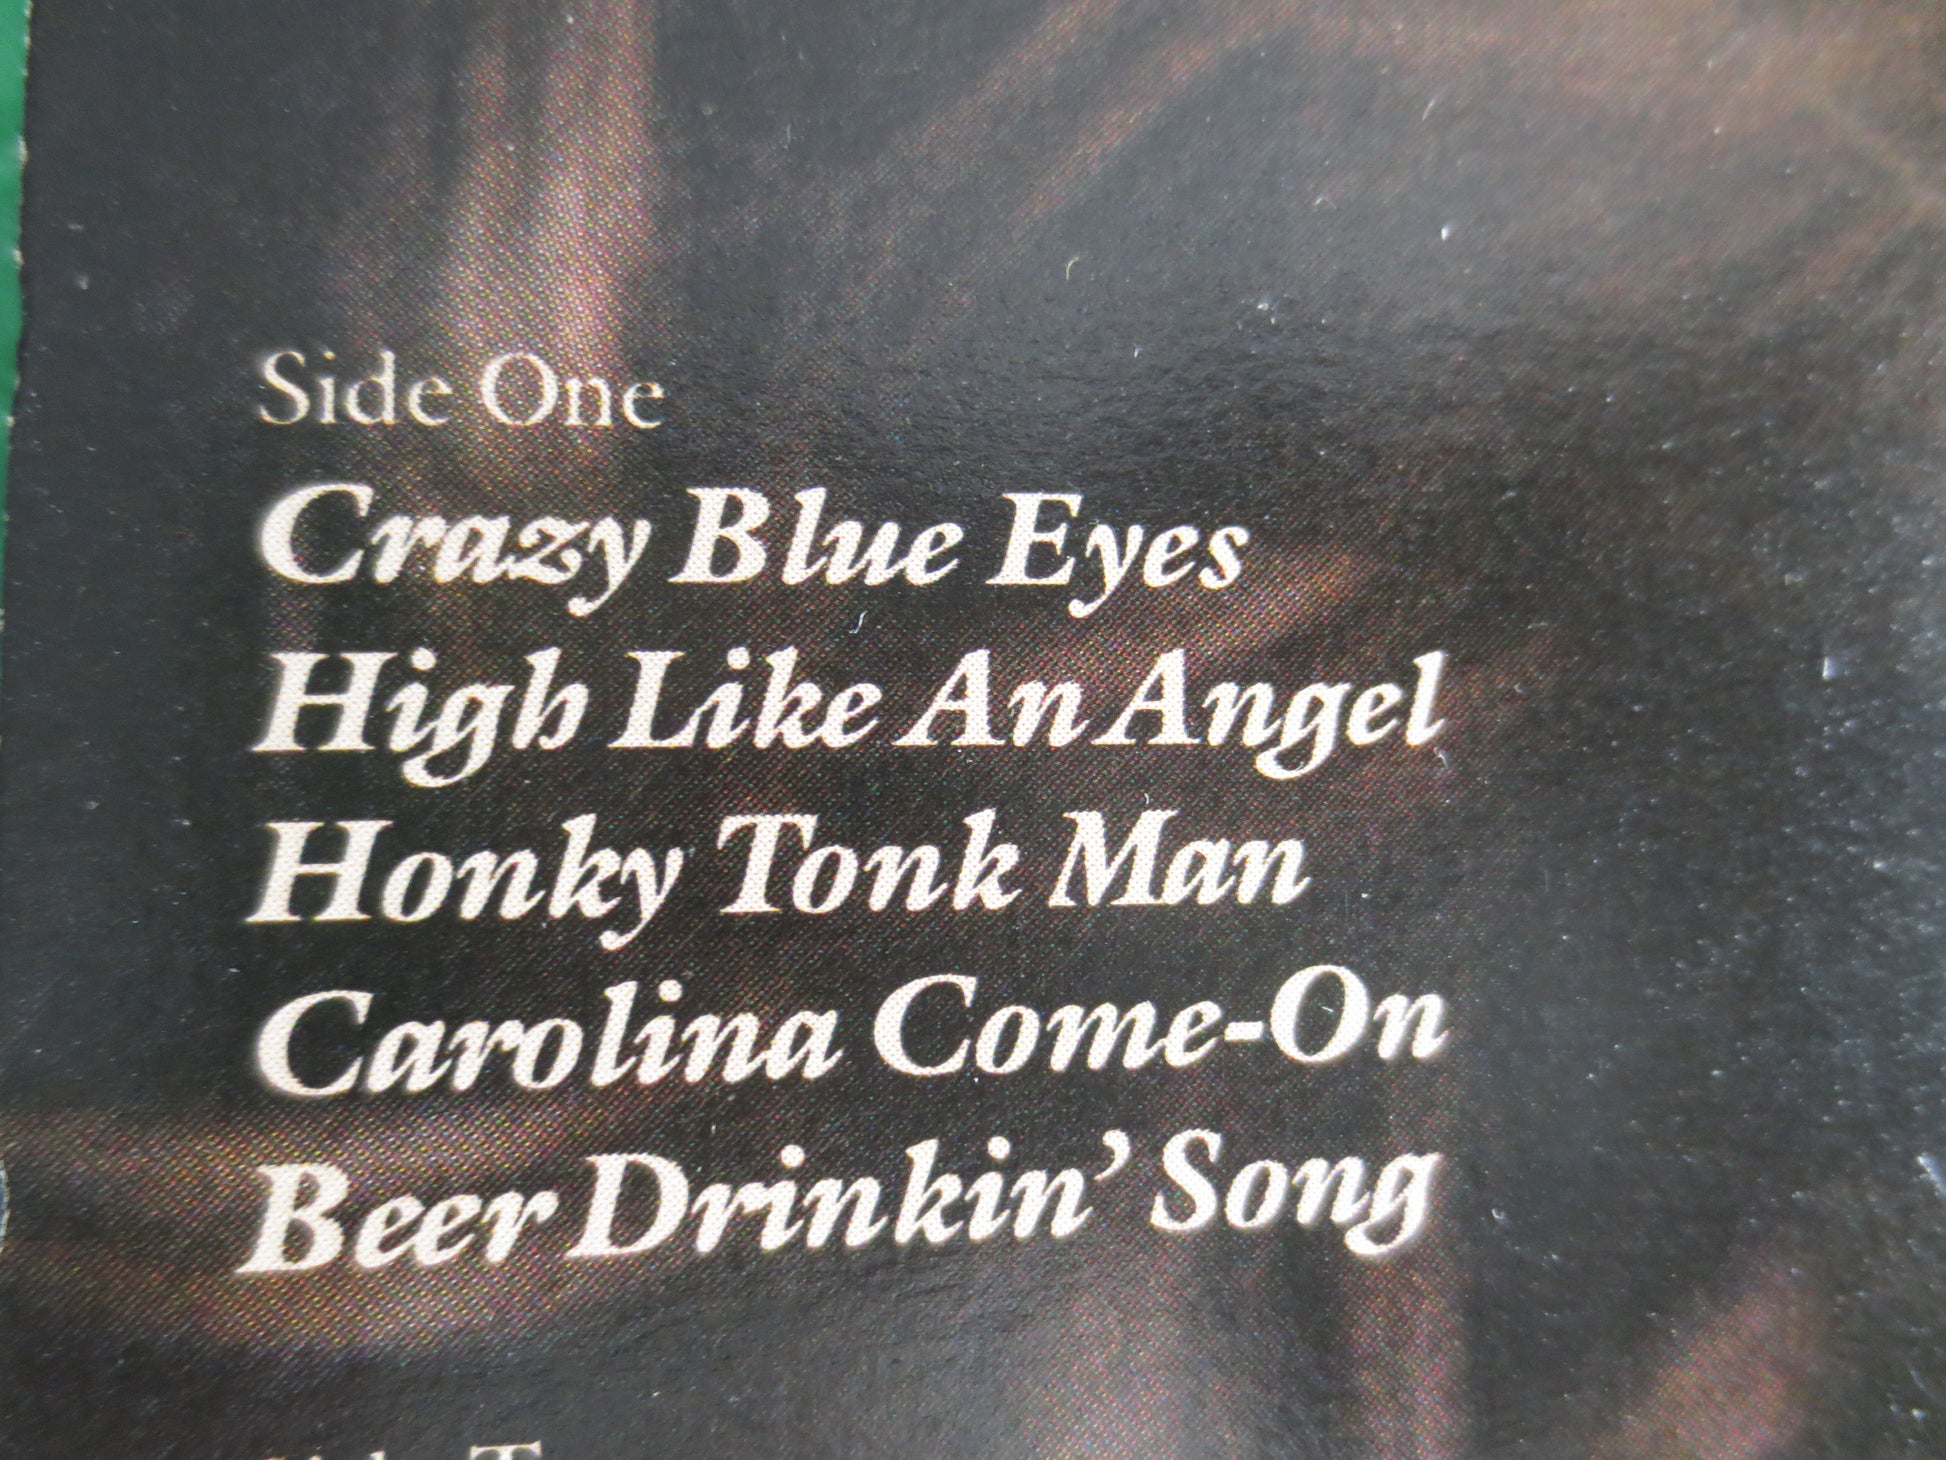 Side One
Crazy Blue Eyes
High Like An Angel
Honky Tonk Man
Carolina Come-On
Beer Drinkin' Song